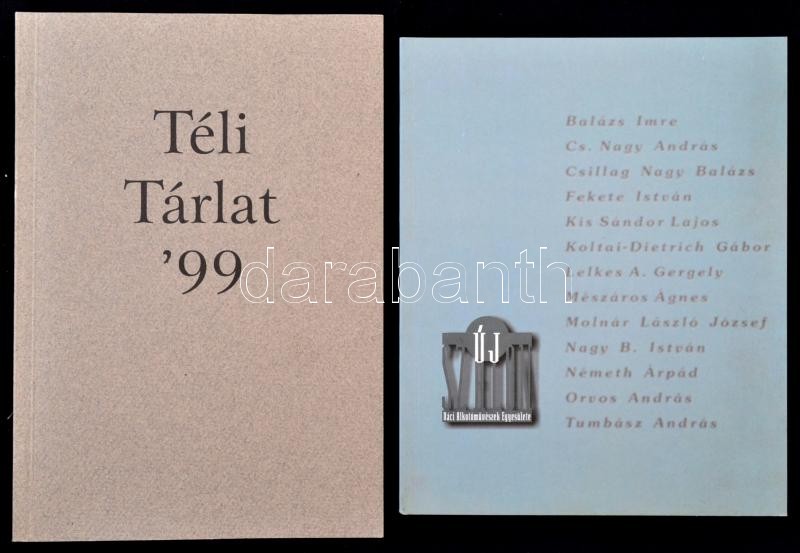 Téli
Tárlat
'99
darabanth
Balázs Imre
Cs. Nagy András
Csillag Nagy Balázs
Fekete István
Kis Sándor Lajos
Koltai-Dietrich Gábor
Lelkes A. Gergely
Mészáros Ágnes
Molnár László József
Nagy B. István
Németh Árpád
Orvos András
Tumbász András
ÚJ
Váci Alkotóművészek Egyesülete